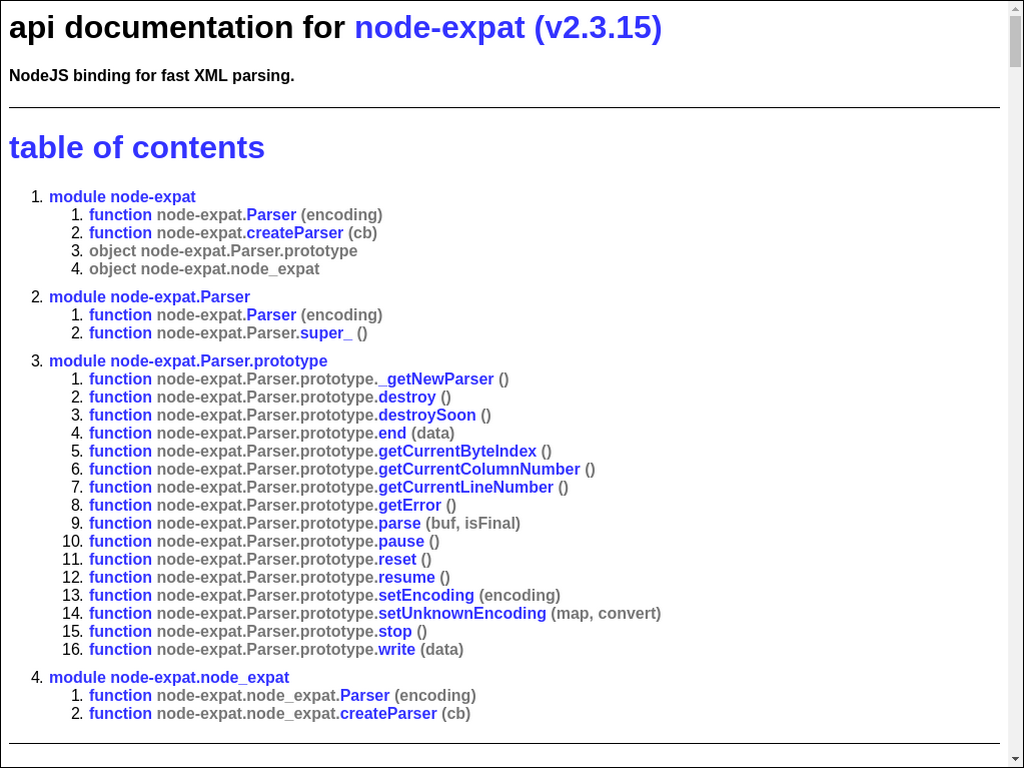 api documentation for node-expat (v2.3.15)
NodeJS binding for fast XML parsing.
table of contents
1. module node-expat
1. function node-expat.Parser (encoding)
2. function node-expat.createParser (cb)
3. object node-expat.Parser.prototype
4. object node-expat.node_expat
2. module node-expat.Parser
1. function node-expat.Parser (encoding)
2. function node-expat.Parser.super_ ()
3. module node-expat.Parser.prototype
1. function node-expat.Parser.prototype._getNewParser ()
2. function node-expat.Parser.prototype.destroy ()
3. function node-expat.Parser.prototype.destroySoon ()
4. function node-expat.Parser.prototype.end (data)
5. function node-expat.Parser.prototype.getCurrentByteIndex ()
6. function node-expat.Parser.prototype.getCurrentColumnNumber ()
7. function node-expat.Parser.prototype.getCurrentLineNumber ()
8. function node-expat.Parser.prototype.getError ()
9. function node-expat.Parser.prototype.parse (buf, isFinal)
10. function node-expat.Parser.prototype.pause ()
11. function node-expat.Parser.prototype.reset ()
12. function node-expat.Parser.prototype.resume ()
13. function node-expat.Parser.prototype.setEncoding (encoding)
14. function node-expat.Parser.prototype.setUnknownEncoding (map, convert)
15. function node-expat.Parser.prototype.stop ()
16. function node-expat.Parser.prototype.write (data)
4. module node-expat.node_expat
1. function node-expat.node_expat.Parser (encoding)
2. function node-expat.node_expat.createParser (cb)